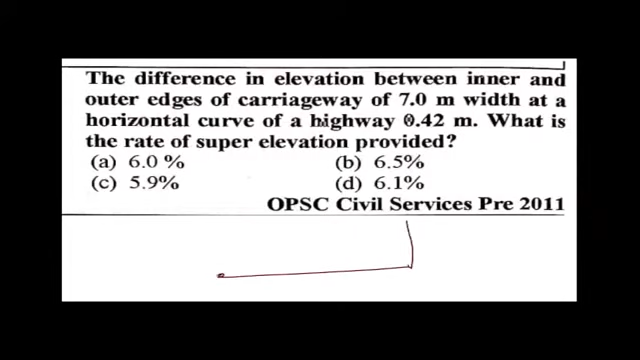 The difference in elevation between inner and
outer edges of carriageway of 7.0 m width at a
horizontal curve of a highway 0.42 m. What is
the rate of super elevation provided?
(a) 6.0 % (b) 6.5%
(c) 5.9% (d) 6.1%
OPSC Civil Services Pre 2011